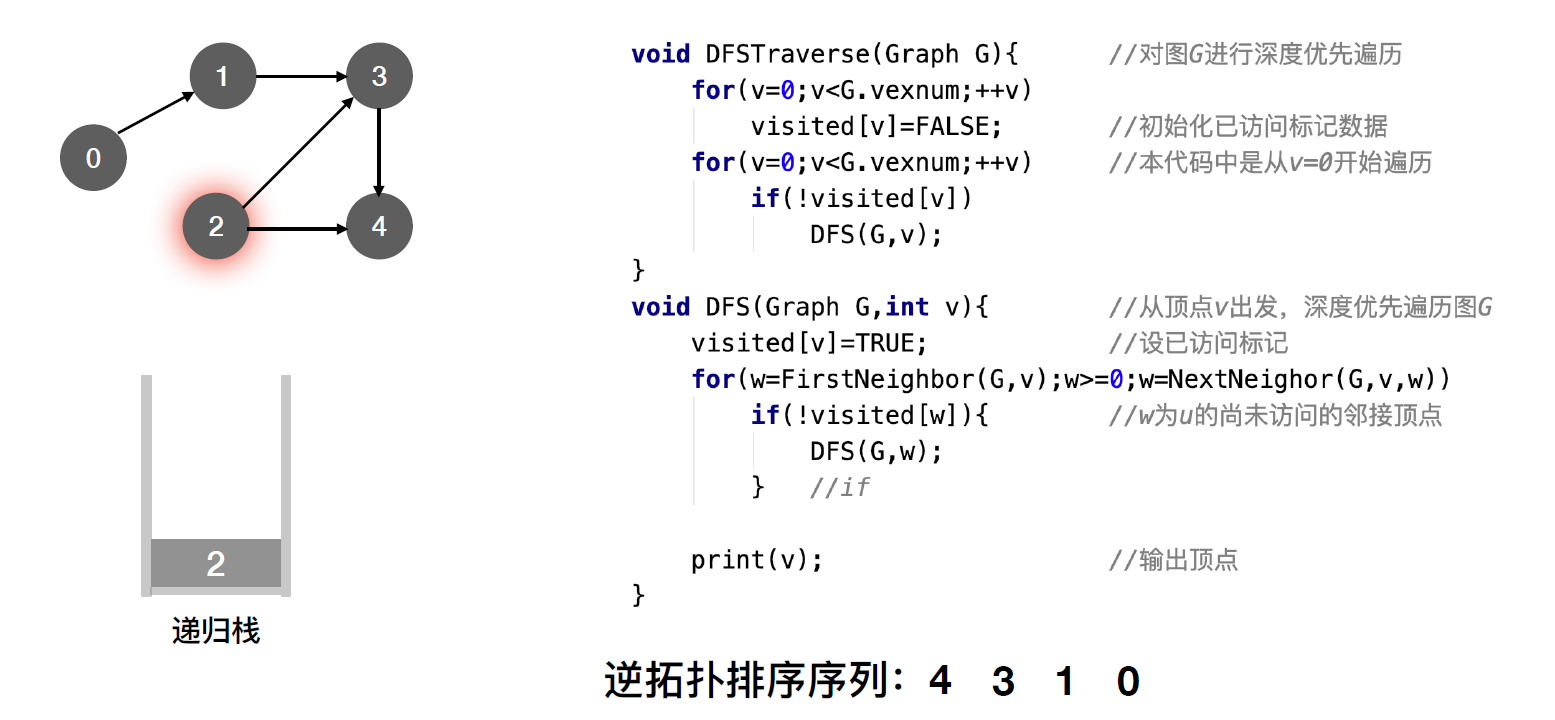 1 3
0
2 4
2
递归栈
void DFSTraverse(Graph G){ //对图G进行深度优先遍历
for(v=0;v<G.vexnum;++v)
visited[v]=FALSE; //初始化已访问标记数据
for(v=0;v<G.vexnum;++v) //本代码中是从v=0开始遍历
if(!visited[v])
DFS(G,v);
}
void DFS(Graph G,int v){ //从顶点v出发，深度优先遍历图G
visited[v]=TRUE; //设已访问标记
for(w=FirstNeighbor(G,v);w>=0;w=NextNeighor(G,v,w))
if(!visited[w]){ //w为u的尚未访问的邻接顶点
DFS(G,w);
} //if
print(v); //输出顶点
}
逆拓扑排序序列：4 3 1 0